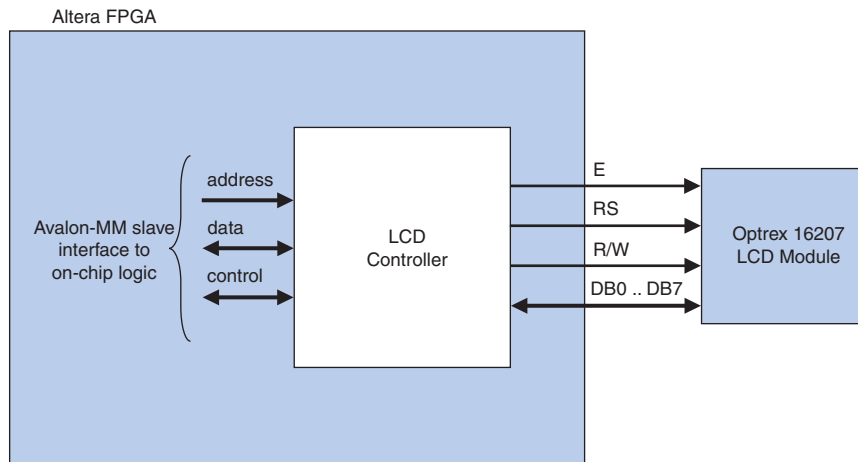 Altera FPGA
Avalon-MM slave
interface to
on-chip logic
address
data
control
LCD
Controller
E
RS
R/W
DB0 .. DB7
Optrex 16207
LCD Module